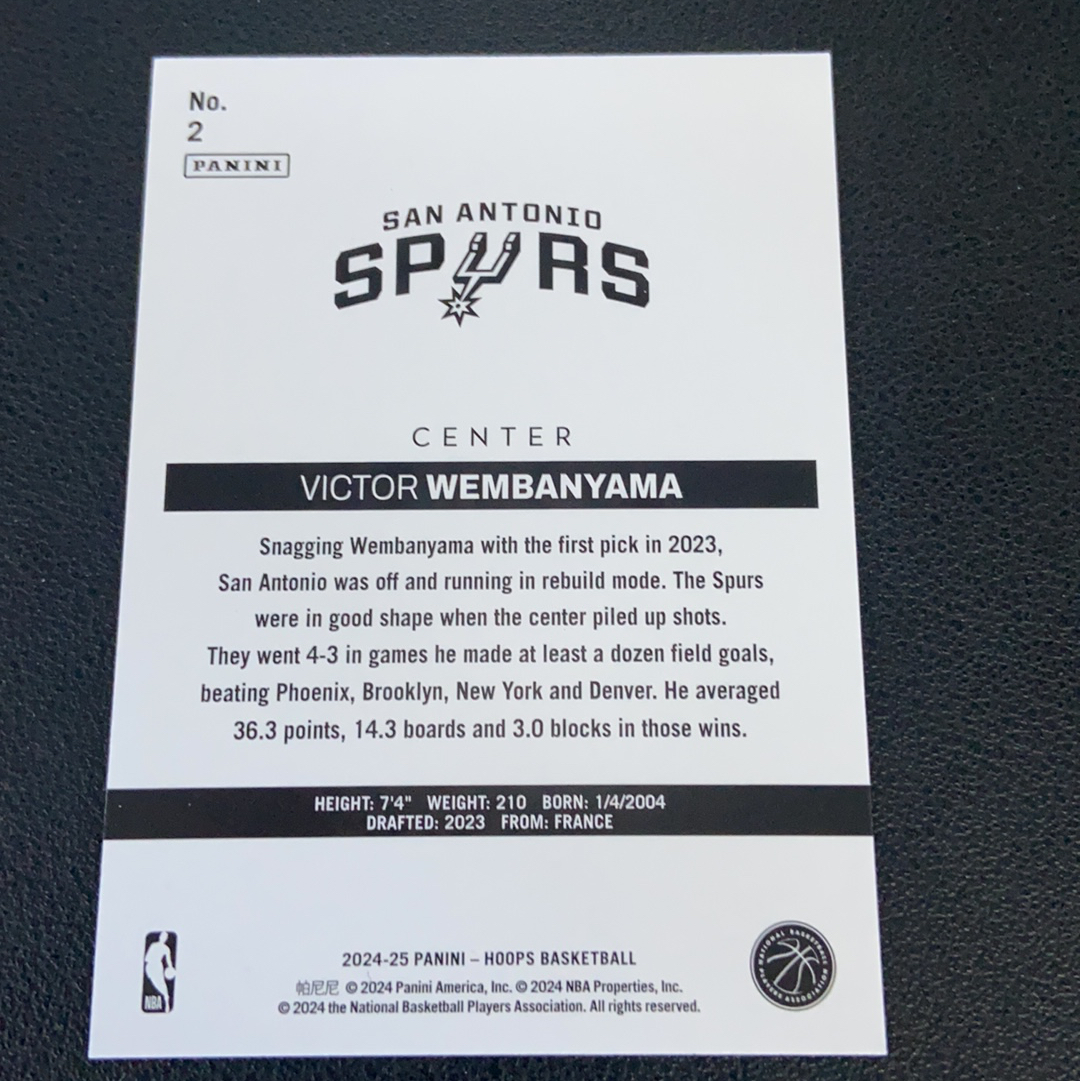 No.
2
PANINI
SAN ANTONIO
SPURS
CENTER
VICTOR WEMBANYAMA
Snagging Wembanyama with the first pick in 2023,
San Antonio was off and running in rebuild mode. The Spurs
were in good shape when the center piled up shots.
They went 4-3 in games he made at least a dozen field goals,
beating Phoenix, Brooklyn, New York and Denver. He averaged
36.3 points, 14.3 boards and 3.0 blocks in those wins.
HEIGHT: 7'4" WEIGHT: 210 BORN: 1/4/2004
DRAFTED: 2023 FROM: FRANCE
NBA
2024-25 PANINI – HOOPS BASKETBALL
帕尼尼 © 2024 Panini America, Inc. © 2024 NBA Properties, Inc.
© 2024 the National Basketball Players Association. All rights reserved.
NATIONAL BASKETBALL PLAYERS ASSOCIATION